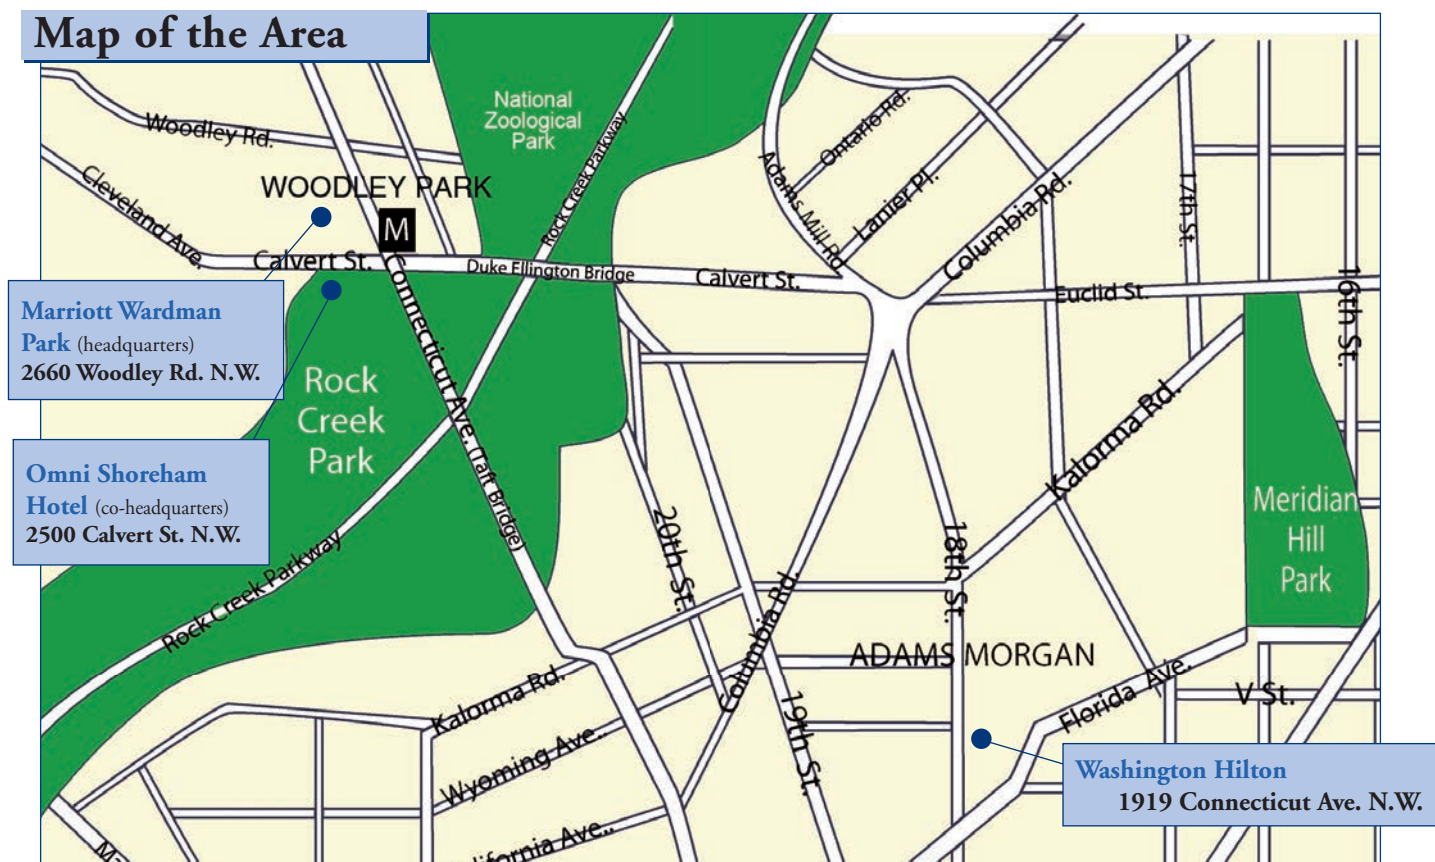 Map of the Area
National
Zoological
Park
Rock Creek Parkway
Woodley Rd.
Cleveland Ave.
WOODLEY PARK
M
Calvert St.
Duke Ellington Bridge
Calvert St.
Adams Mill Rd
Ontario Rd.
Lanier Pl.
Columbia Rd.
17th St.
16th St.
Euclid St.
Marriott Wardman
Park (headquarters)
2660 Woodley Rd. N.W.
Connecticut Ave. (Taft Bridge)
Rock
Creek
Park
Omni Shoreham
Hotel (co-headquarters)
2500 Calvert St. N.W.
Rock Creek Parkway
Kalorma Rd.
Meridian
Hill
Park
20th St.
18th St.
Columbia Rd.
ADAMS MORGAN
Kalorma Rd.
Florida Ave.
V St.
19th St.
Wyoming Ave..
Washington Hilton
1919 Connecticut Ave. N.W.
lifornia Ave..